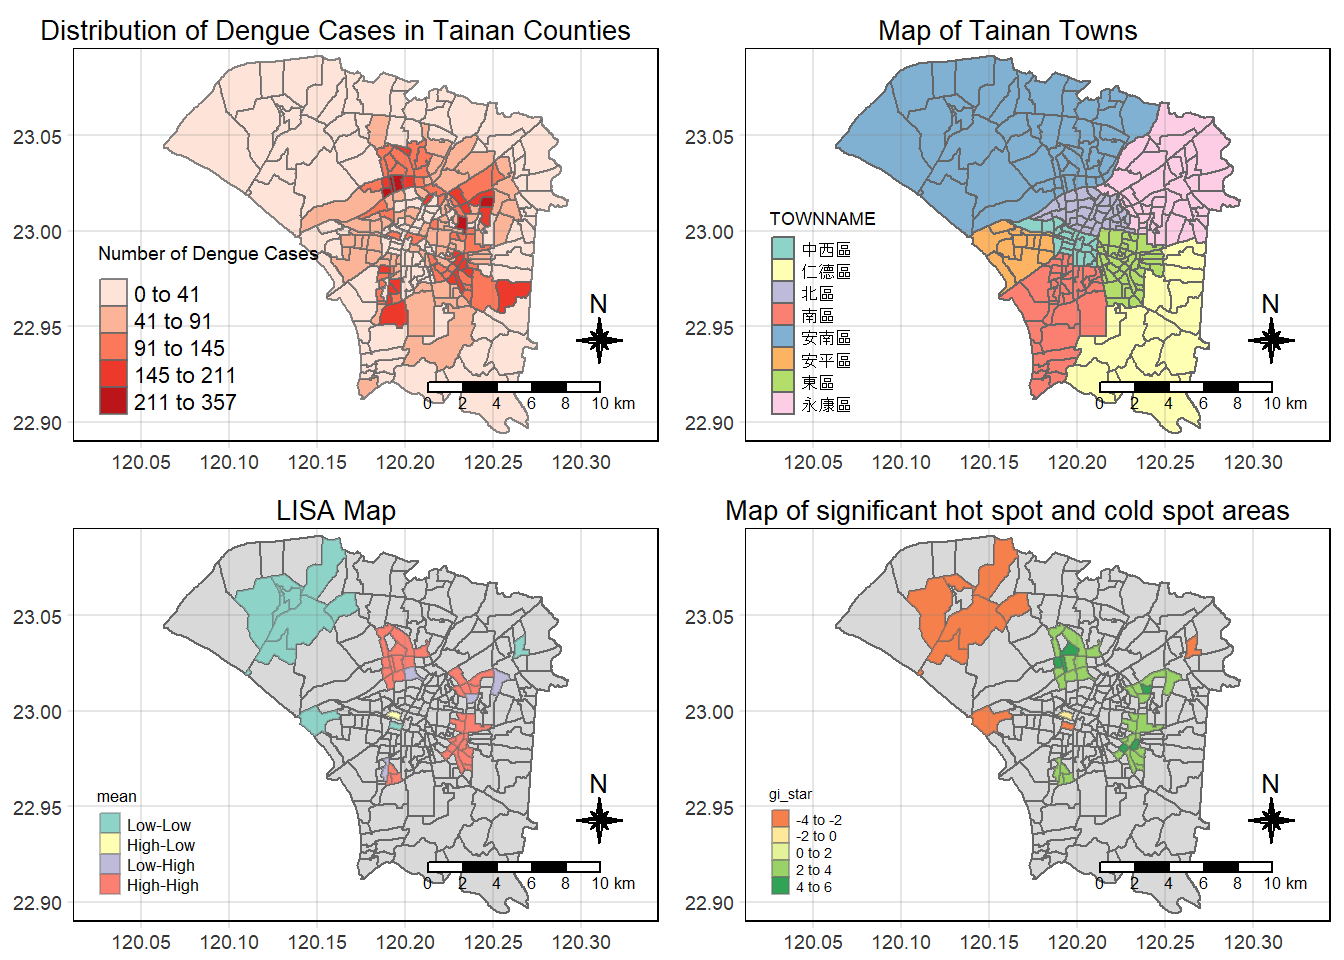 Distribution of Dengue Cases in Tainan Counties
23.05
23.00
22.95
22.90
Number of Dengue Cases
0 to 41
41 to 91
91 to 145
145 to 211
211 to 357
N
0 2 4 6 8 10 km
120.05 120.10 120.15 120.20 120.25 120.30
Map of Tainan Towns
23.05
23.00
22.95
22.90
TOWNNAME
中西區
仁德區
北區
南區
安南區
安平區
東區
永康區
N
0 2 4 6 8 10 km
120.05 120.10 120.15 120.20 120.25 120.30
LISA Map
23.05
23.00
22.95
22.90
mean
Low-Low
High-Low
Low-High
High-High
N
0 2 4 6 8 10 km
120.05 120.10 120.15 120.20 120.25 120.30
Map of significant hot spot and cold spot areas
23.05
23.00
22.95
22.90
gi_star
-4 to -2
-2 to 0
0 to 2
2 to 4
4 to 6
N
0 2 4 6 8 10 km
120.05 120.10 120.15 120.20 120.25 120.30